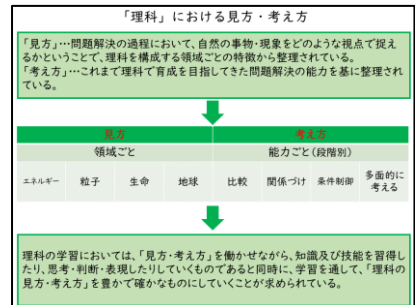 「理科」における見方・考え方
「見方」…問題解決の過程において、自然の事物・現象をどのような視点で捉え
るかということで、理科を構成する領域ごとの特徴から整理されている。
「考え方」…これまで理科で育成を目指してきた問題解決の能力を基に整理され
ている。
見方 考え方
領域ごと 能力ごと(段階別)
エネルギー 粒子 生命 地球 比較 関係づけ 条件制御 多面的に
考える
理科の学習においては、「見方・考え方」を働かせながら、知識及び技能を習得し
たり、思考・判断・表現したりしていくものであると同時に、学習を通して、「理科の
見方・考え方」を豊かで確かなものにしていくことが求められている。